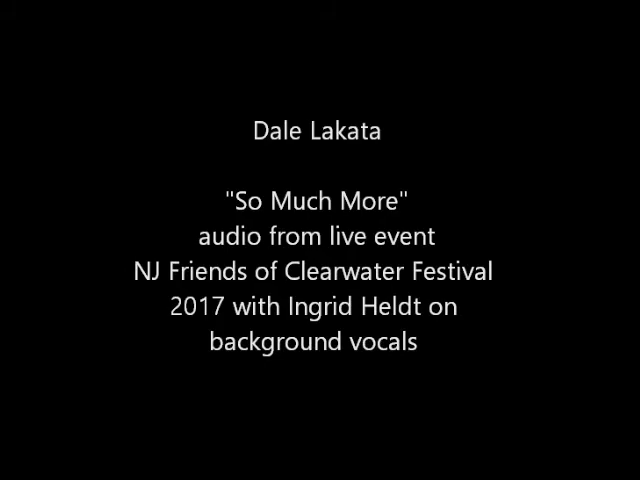 Dale Lakata
"So Much More"
audio from live event
NJ Friends of Clearwater Festival
2017 with Ingrid Heldt on
background vocals